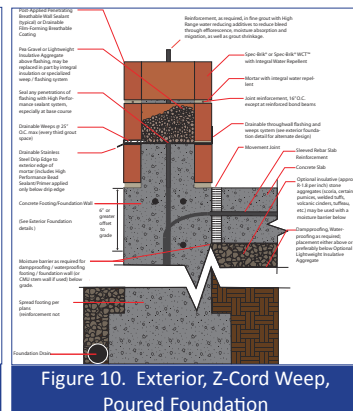 Post-Applied Penetrating
Breathable Wall Sealant
(typical) or Drainable
Film-Forming Breathable
Coating
Pea Gravel or Lightweight
Insulative Aggregate
above flashing, may be
replaced in part by integral
insulation or specialized
weep / flashing system
Seal any penetrations of
flashing with High Perfor-
mance sealant system,
especially at base course
Drainable Weeps @ 25"
O.C. max (every third grout
space)
Drainable Stainless
Steel Drip Edge to
exterior edge of
mortar (includes High
Performance Bead
Sealant/Primer applied
only below drip edge
Concrete Footing/Foundation Wall
(See Exterior Foundation
details )
6" or
greater
offset
to
grade
Moisture barrier as required for
dampproofing / waterproofing
footing / foundation wall (or
CMU stem wall if used) below
grade.
Spread footing per
plans
(reinforcement not
Foundation Drain
Reinforcement, as required, in fine grout with High
Range water reducing additives to reduce bleed
through efflorescence, moisture absorption and
migration, as well as grout shrinkage.
Spec-Brik® or Spec-Brik® WCT™
with Integral Water Repellent
Mortar with integral water repel-
lent
Joint reinforcement, 16" O.C.
except at reinforced bond beams
Drainable throughwall flashing and
weeps system (see exterior founda-
tion detail for alternate design)
Movement Joint
Sleeved Rebar Slab
Reinforcement
Concrete Slab
Optional insulative (approx
R-1.8 per inch) stone
aggregates (scoria, certain
pumices, welded tuffs,
volcanic cinders, tuffeau,
etc.) may be used with a
moisture barrier below
Dampproofing, Water-
proofing as required;
placement either above or
preferably below Optional
Lightweight Insulative
Aggregate
Figure 10. Exterior, Z-Cord Weep,
Poured Foundation